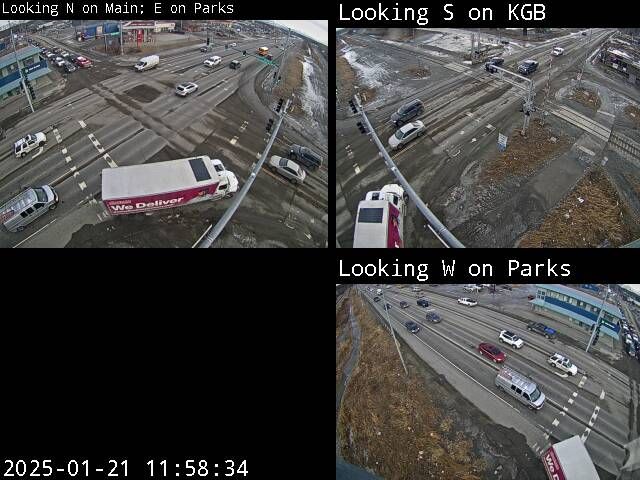 Looking N on Main; E on Parks
Looking S on KGB
We Deliver
Looking W on Parks
We D
2025-01-21 11:58:34